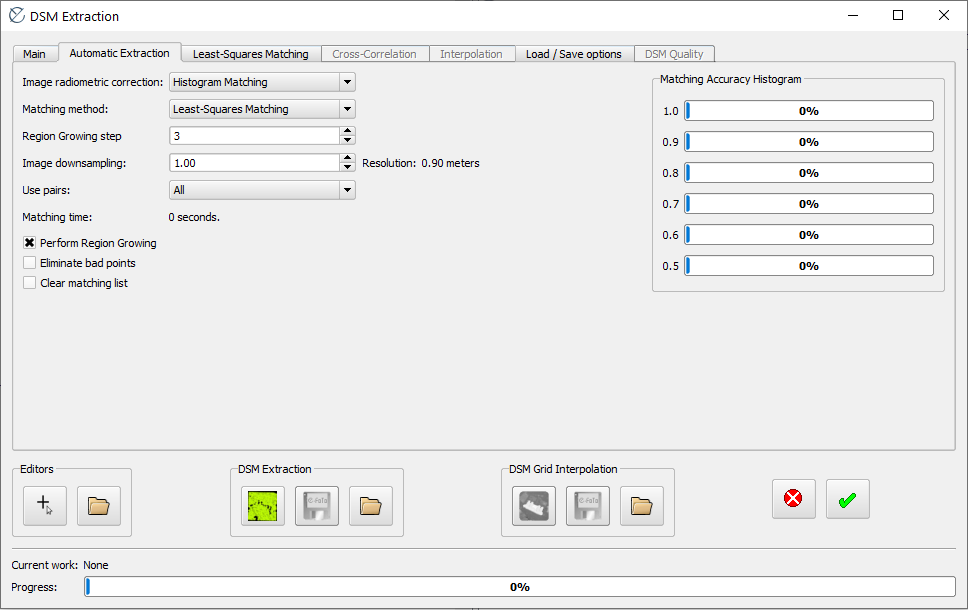 DSM Extraction
Main Automatic Extraction Least-Squares Matching Cross-Correlation Interpolation Load / Save options DSM Quality
Image radiometric correction: Histogram Matching
Matching method: Least-Squares Matching
Region Growing step 3
Image downsampling: 1.00 Resolution: 0.90 meters
Use pairs: All
Matching time: 0 seconds.
Perform Region Growing
Eliminate bad points
Clear matching list
Matching Accuracy Histogram
1.0 0%
0.9 0%
0.8 0%
0.7 0%
0.6 0%
0.5 0%
Editors DSM Extraction DSM Grid Interpolation
Current work: None
Progress: 0%